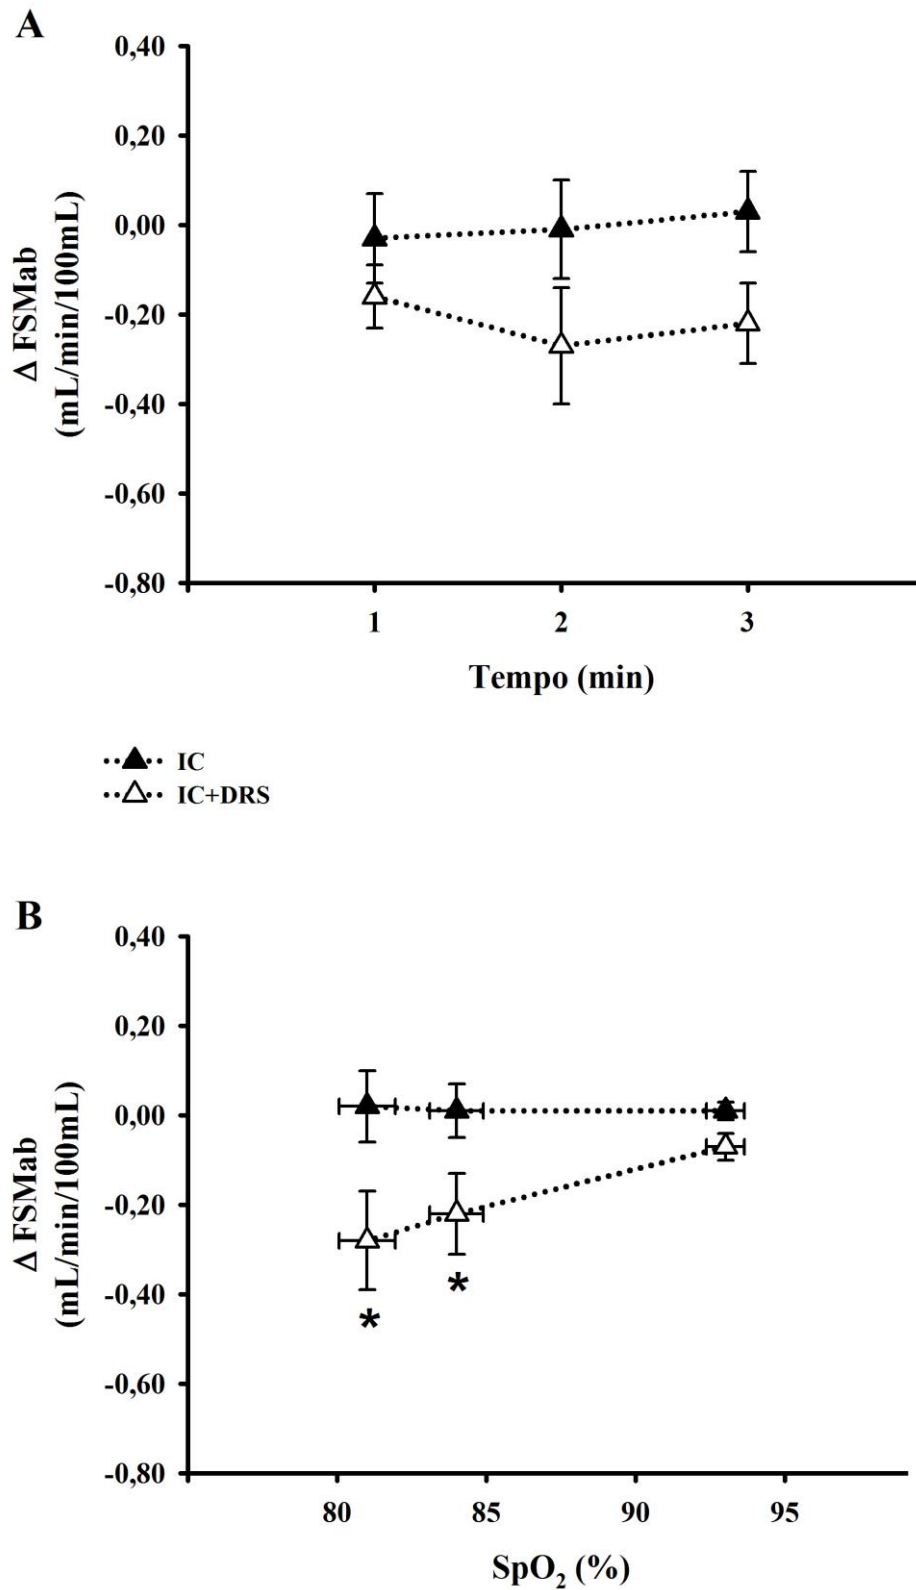 A
0,40
0,20
0,00
-0,20
-0,40
-0,60
-0,80
Δ FSMab
(mL/min/100mL)
1 2 3
Tempo (min)
IC
IC+DRS
B
0,40
0,20
0,00
-0,20
-0,40
-0,60
-0,80
Δ FSMab
(mL/min/100mL)
*
*
80 85 90 95
SpO₂ (%)